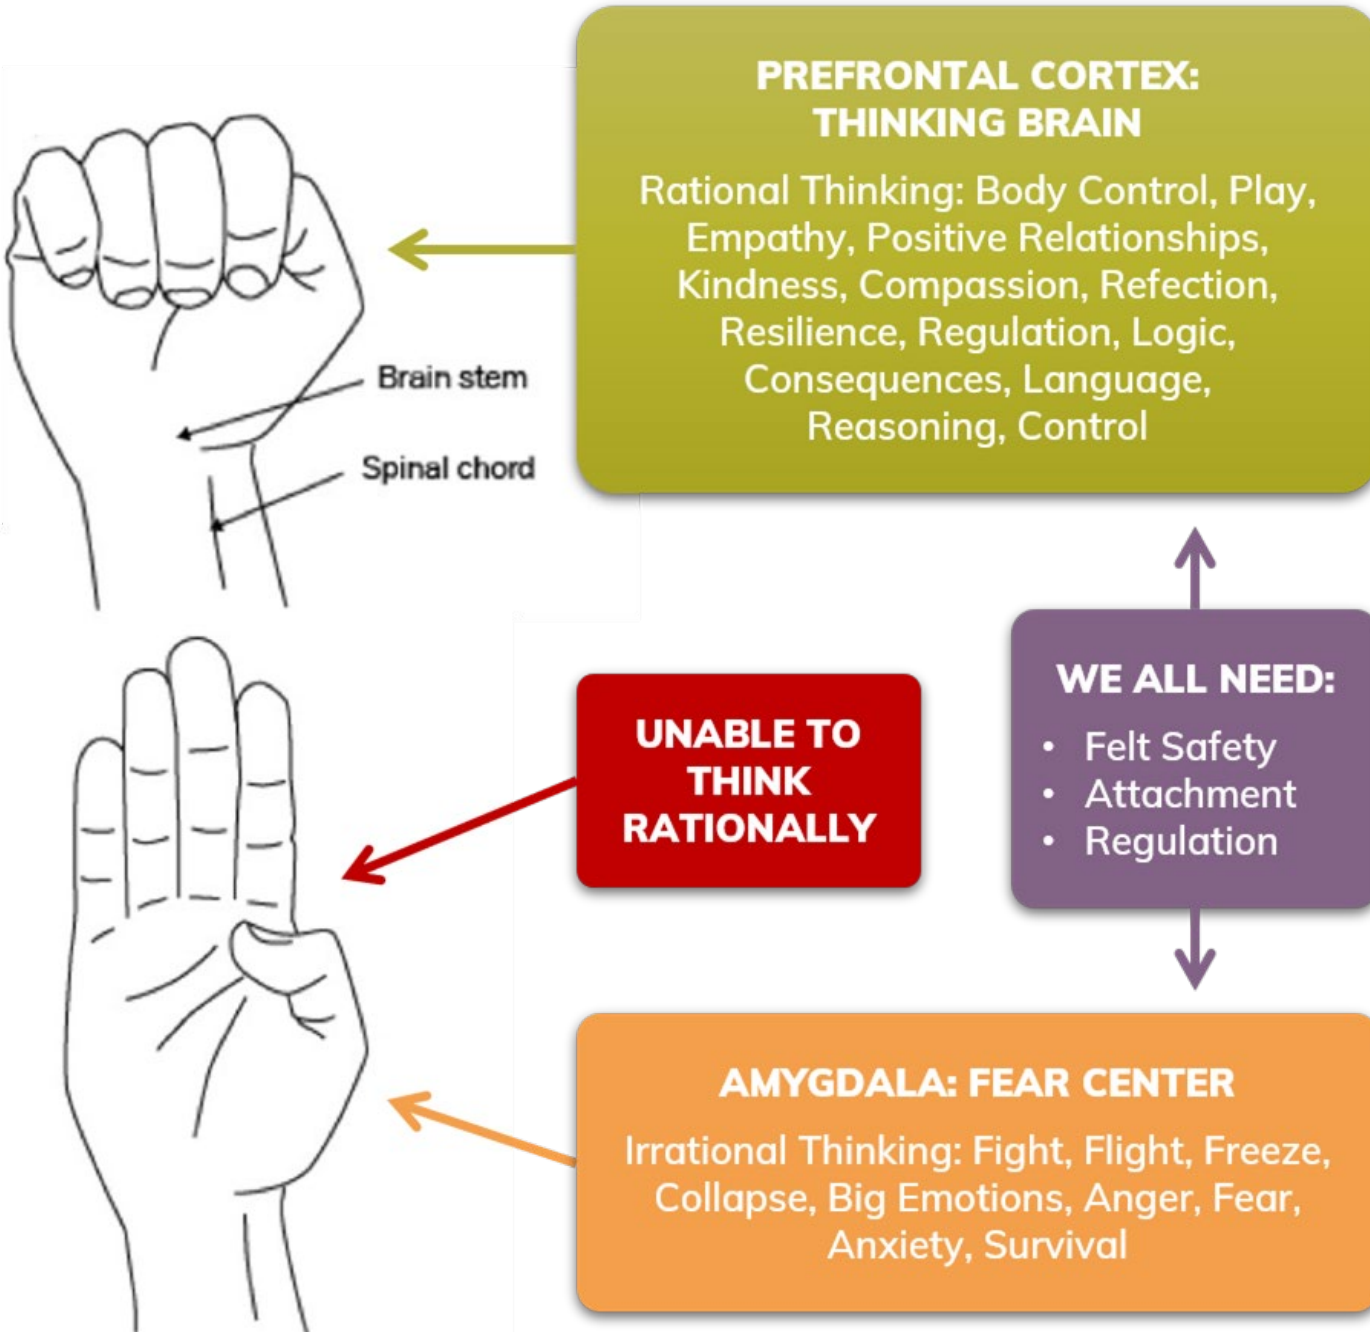 PREFRONTAL CORTEX:
THINKING BRAIN
Rational Thinking: Body Control, Play,
Empathy, Positive Relationships,
Kindness, Compassion, Refection,
Resilience, Regulation, Logic,
Consequences, Language,
Reasoning, Control
Brain stem
Spinal chord
UNABLE TO
THINK
RATIONALLY
WE ALL NEED:
• Felt Safety
• Attachment
• Regulation
AMYGDALA: FEAR CENTER
Irrational Thinking: Fight, Flight, Freeze,
Collapse, Big Emotions, Anger, Fear,
Anxiety, Survival